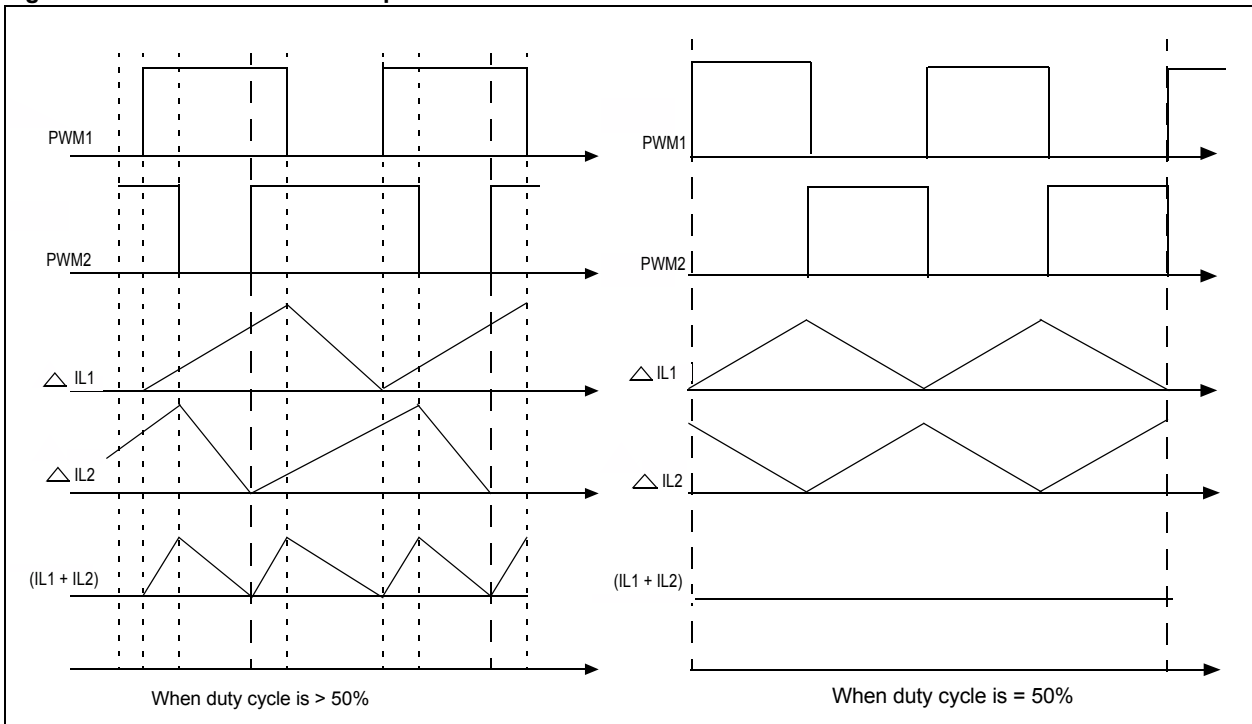 PWM1
PWM2
△ IL1
△ IL2
(IL1 + IL2)
When duty cycle is > 50%
PWM1
PWM2
△ IL1
△ IL2
(IL1 + IL2)
When duty cycle is = 50%